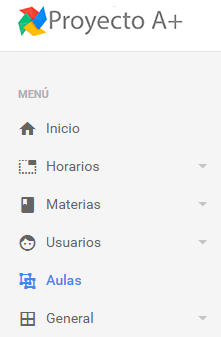 Proyecto A+
MENÚ
Inicio
Horarios
Materias
Usuarios
Aulas
General